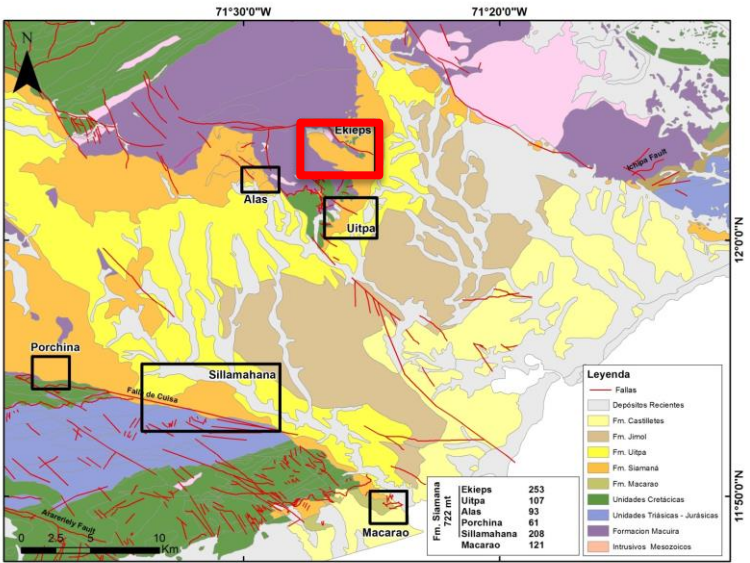 71°30'0"W
71°20'0"W
N
Ekieps
Ichipa Fault
Alas
Uitpa
12°0'0"N
Porchina
Sillamahana
Falla de Cuisa
Leyenda
Fallas
Depósitos Recientes
Fm. Castilletes
Fm. Jimol
Fm. Uitpa
Fm. Siamaná
Fm. Macarao
Unidades Cretácicas
Unidades Triásicas - Jurásicas
Formacion Macuira
Intrusivos Mesozoicos
Fm. Siamana
722 mt
Ekieps 253
Uitpa 107
Alas 93
Porchina 61
Sillamahana 208
Macarao 121
11°50'0"N
Macarao
0 2.5 5 10
Km